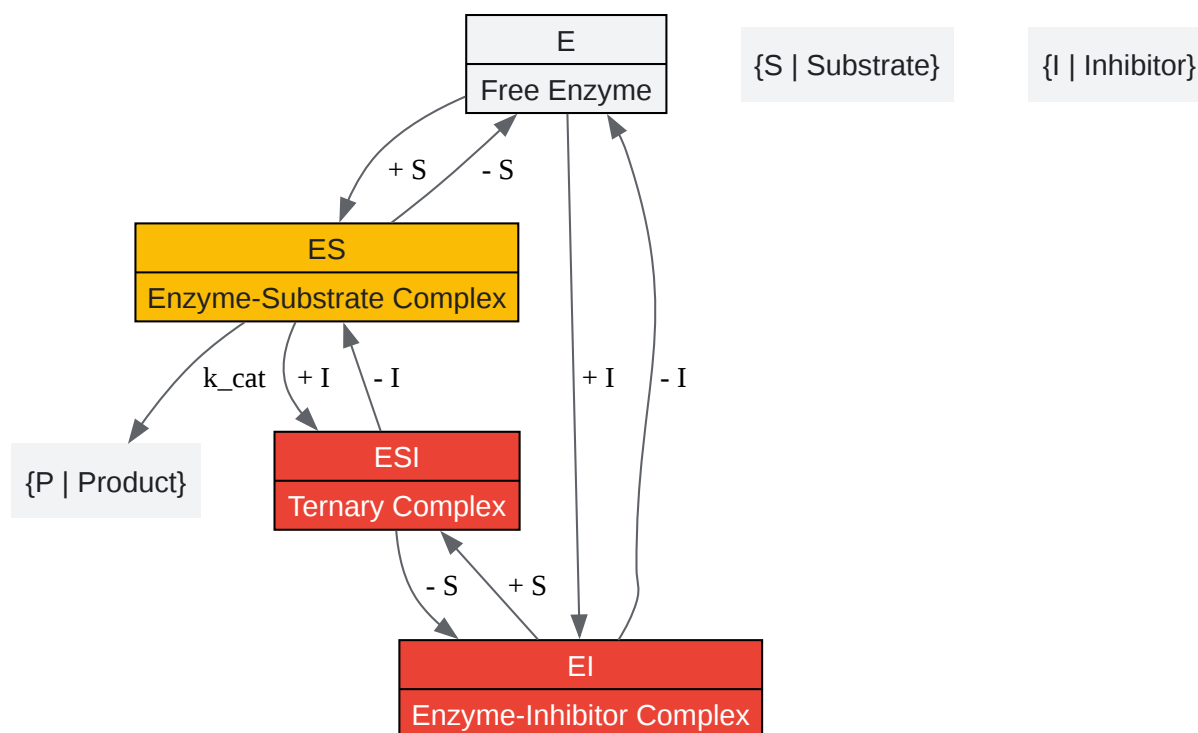 E
Free Enzyme
{S | Substrate}
{I | Inhibitor}
+ S
- S
ES
Enzyme-Substrate Complex
k_cat
+ I
- I
+ I
- I
{P | Product}
ESI
Ternary Complex
- S
+ S
EI
Enzyme-Inhibitor Complex